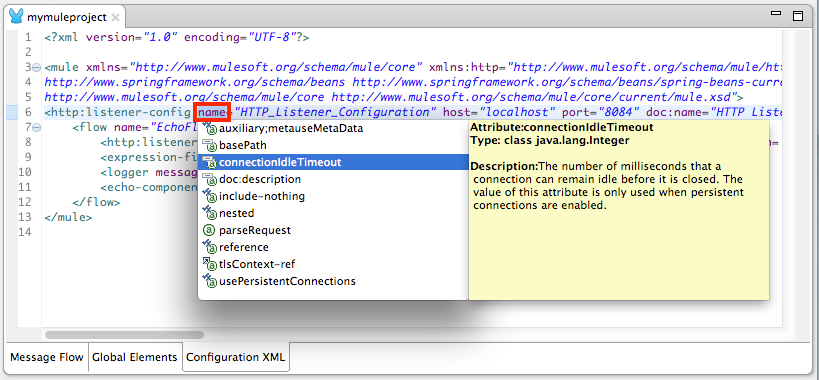 mymuleproject
1 <?xml version="1.0" encoding="UTF-8"?>
2
3 <mule xmlns="http://www.mulesoft.org/schema/mule/core" xmlns:http="http://www.mulesoft.org/schema/mule/htt
4 http://www.springframework.org/schema/beans http://www.springframework.org/schema/beans/spring-beans-curre
5 http://www.mulesoft.org/schema/mule/core http://www.mulesoft.org/schema/mule/core/current/mule.xsd">
6 <http:listener-config name="HTTP_Listener_Configuration" host="localhost" port="8084" doc:name="HTTP Liste
7 <flow name="EchoFl
8 <http:listener
9 <expression-fi
10 <logger messag
11 <echo-componen
12 </flow>
13 </mule>
14
auxiliary;metauseMetaData
basePath
connectionIdleTimeout
doc:description
include-nothing
nested
parseRequest
reference
tlsContext-ref
usePersistentConnections
Attribute:connectionIdleTimeout
Type: class java.lang.Integer
Description:The number of milliseconds that a
connection can remain idle before it is closed. The
value of this attribute is only used when persistent
connections are enabled.
Message Flow Global Elements Configuration XML